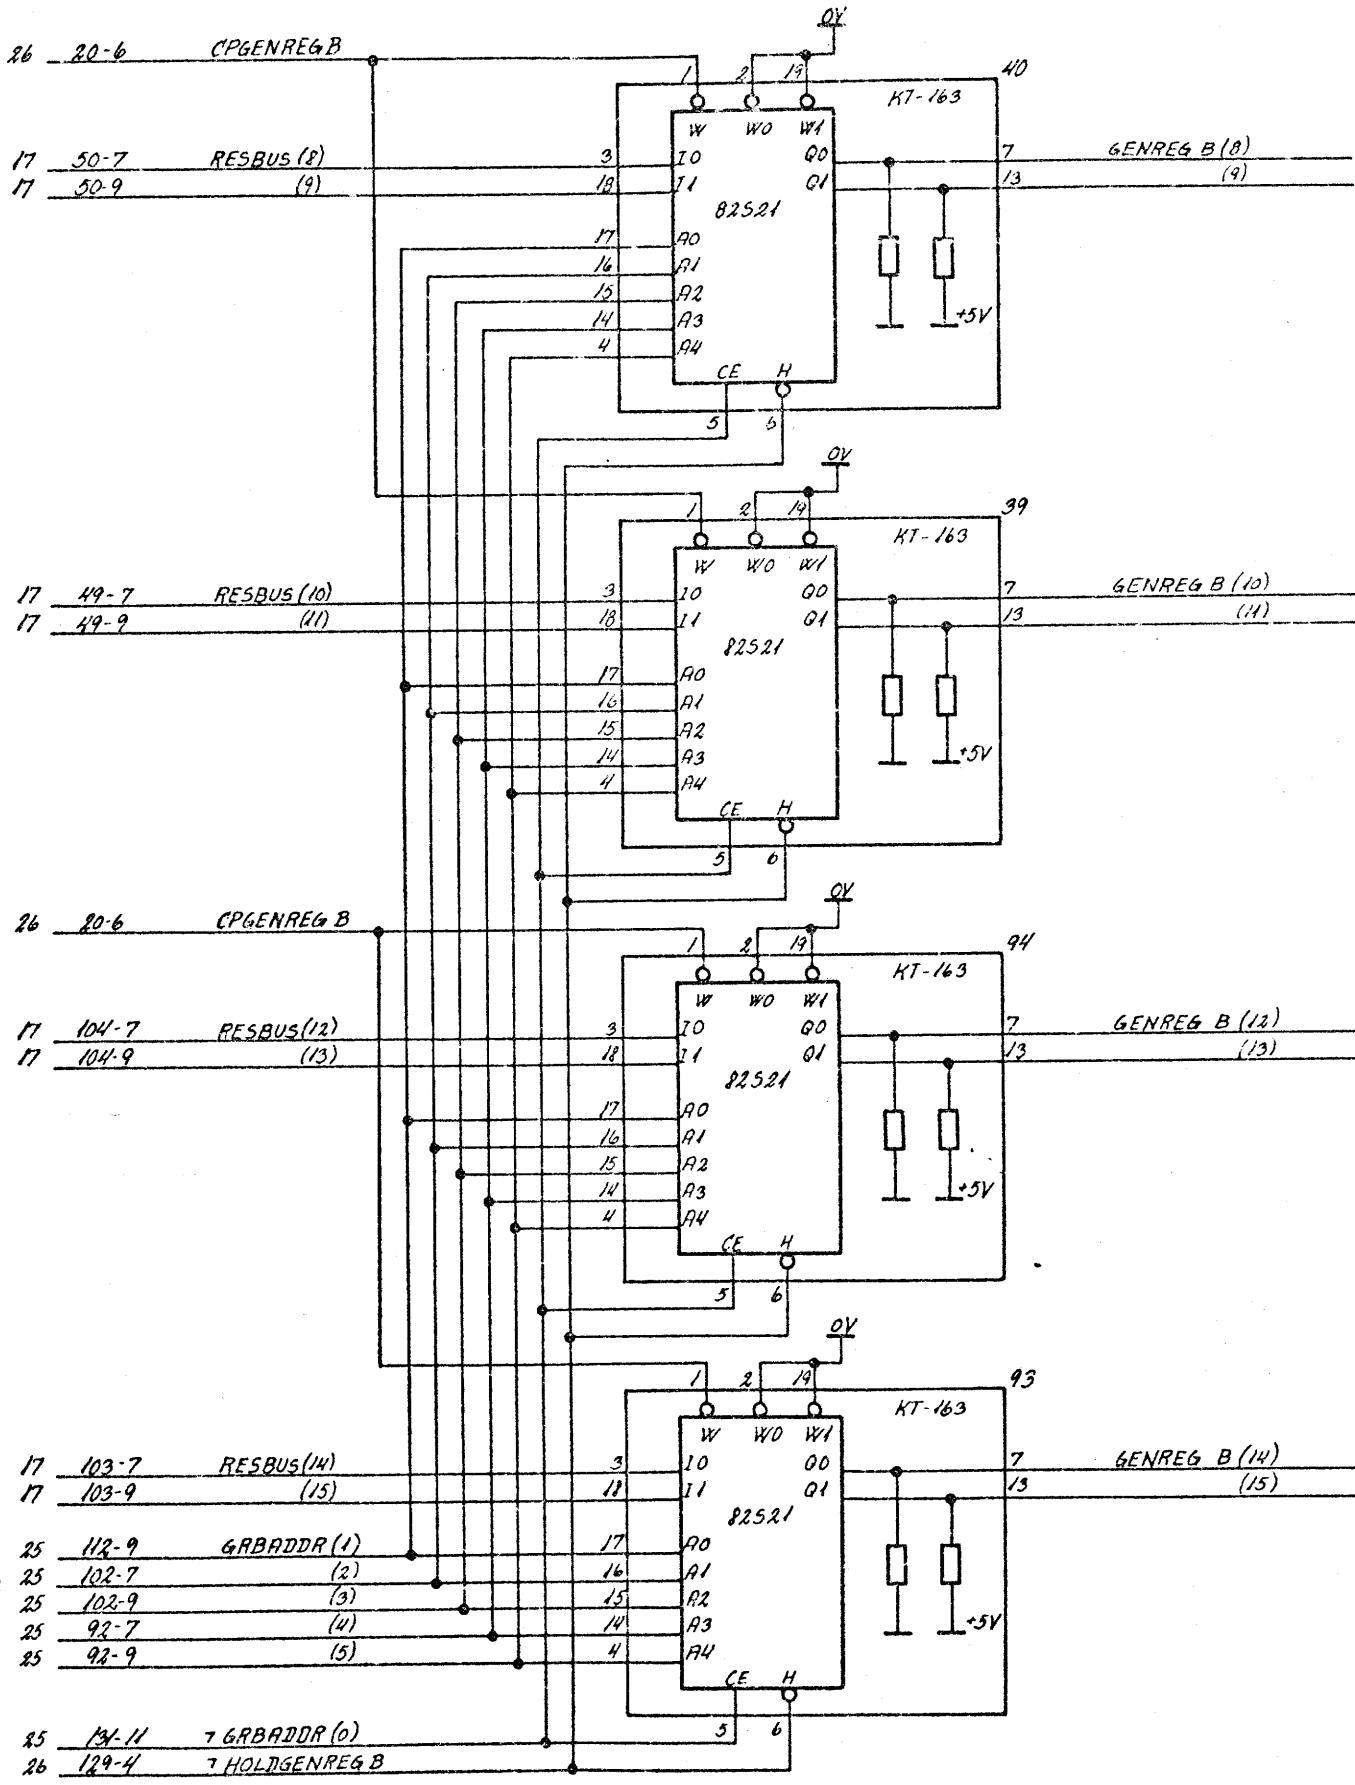 0V
26 20-6 CPGENREG B
1 2 19 40
KT-163
W W0 W1
17 50-7 RESBUS (8) 3 I0 Q0 7 GENREG B (8)
17 50-9 (9) 18 I1 Q1 13 (9)
82S21
17 A0
16 A1
15 A2
14 A3 +5V
4 A4
CE H
5 6
0V
1 2 19 39
KT-163
W W0 W1
17 49-7 RESBUS (10) 3 I0 Q0 7 GENREG B (10)
17 49-9 (11) 18 I1 Q1 13 (11)
82S21
17 A0
16 A1
15 A2
14 A3 +5V
4 A4
CE H
5 6
0V
26 20-6 CPGENREG B
1 2 19 94
KT-163
W W0 W1
17 104-7 RESBUS (12) 3 I0 Q0 7 GENREG B (12)
17 104-9 (13) 18 I1 Q1 13 (13)
82S21
17 A0
16 A1
15 A2
14 A3 +5V
4 A4
CE H
5 6
0V
1 2 19 93
KT-163
W W0 W1
17 103-7 RESBUS (14) 3 I0 Q0 7 GENREG B (14)
17 103-9 (15) 18 I1 Q1 13 (15)
82S21
25 112-9 GRBADDR (1) 17 A0
25 102-7 (2) 16 A1
25 102-9 (3) 15 A2
25 92-7 (4) 14 A3 +5V
25 92-9 (5) 4 A4
CE H
5 6
25 131-11 ¬ GRBADDR (0)
26 129-4 ¬ HOLDGENREG B